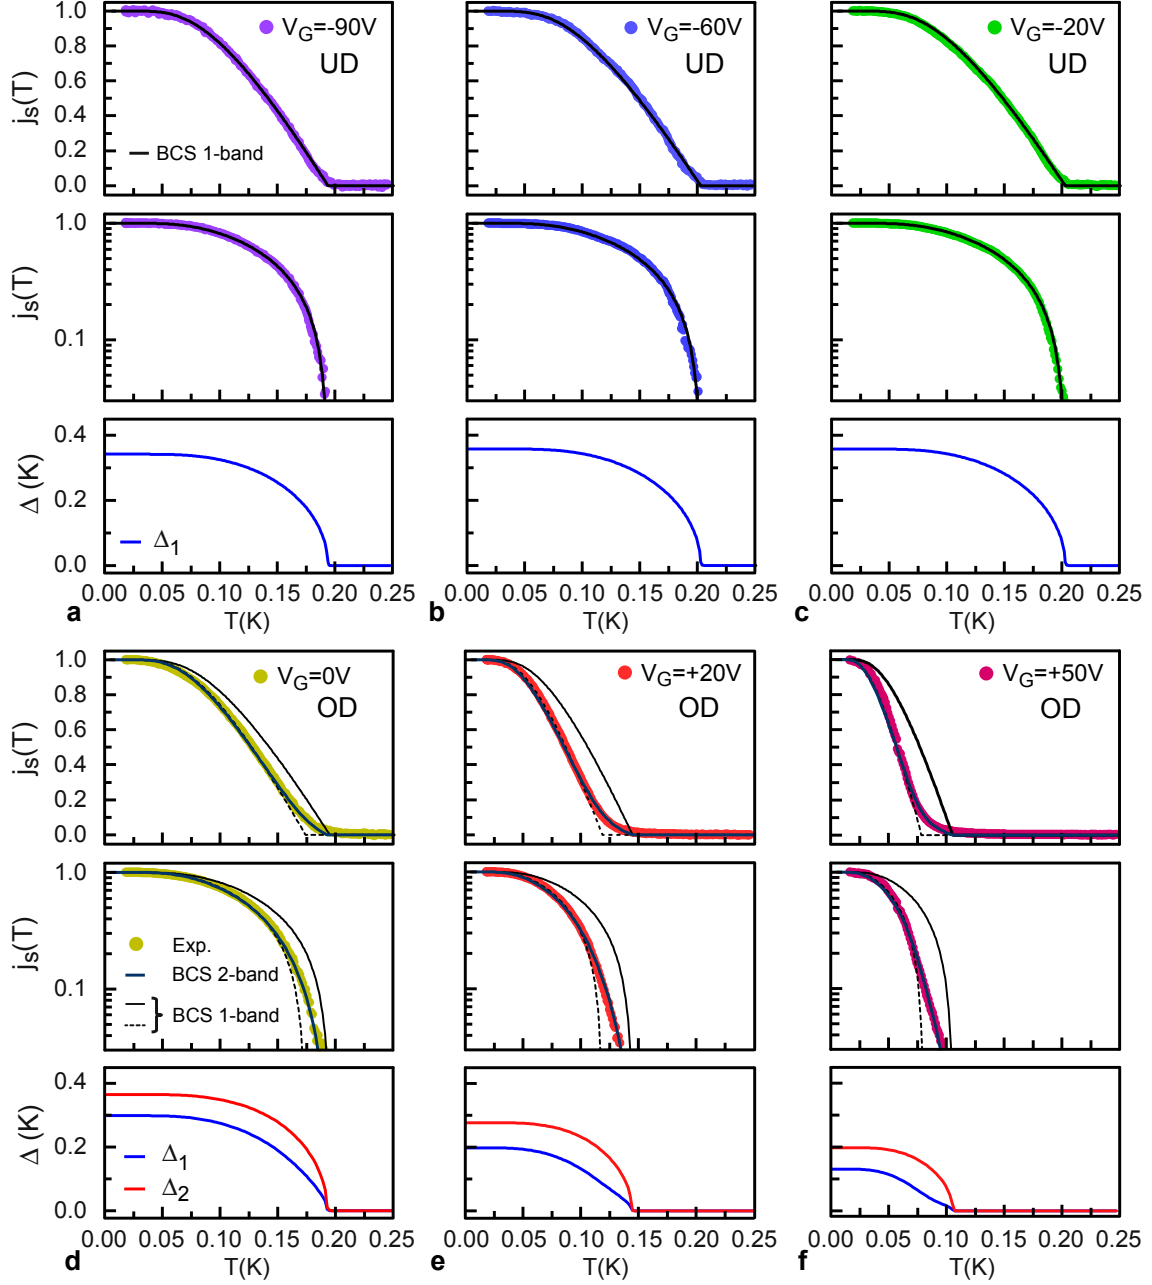 1.0
0.8
0.6
0.4
0.2
0.0
j_S(T)
V_G=-90V
UD
BCS 1-band
V_G=-60V
UD
V_G=-20V
UD
1.0
0.1
j_S(T)
0.4
0.2
0.0
Δ (K)
Δ_1
0.00 0.05 0.10 0.15 0.20 0.25
T(K)
a
0.00 0.05 0.10 0.15 0.20 0.25
T(K)
b
0.00 0.05 0.10 0.15 0.20 0.25
T(K)
c
1.0
0.8
0.6
0.4
0.2
0.0
j_S(T)
V_G=0V
OD
V_G=+20V
OD
V_G=+50V
OD
1.0
0.1
j_S(T)
Exp.
BCS 2-band
BCS 1-band
0.4
0.2
0.0
Δ (K)
Δ_1
Δ_2
0.00 0.05 0.10 0.15 0.20 0.25
T(K)
d
0.00 0.05 0.10 0.15 0.20 0.25
T(K)
e
0.00 0.05 0.10 0.15 0.20 0.25
T(K)
f